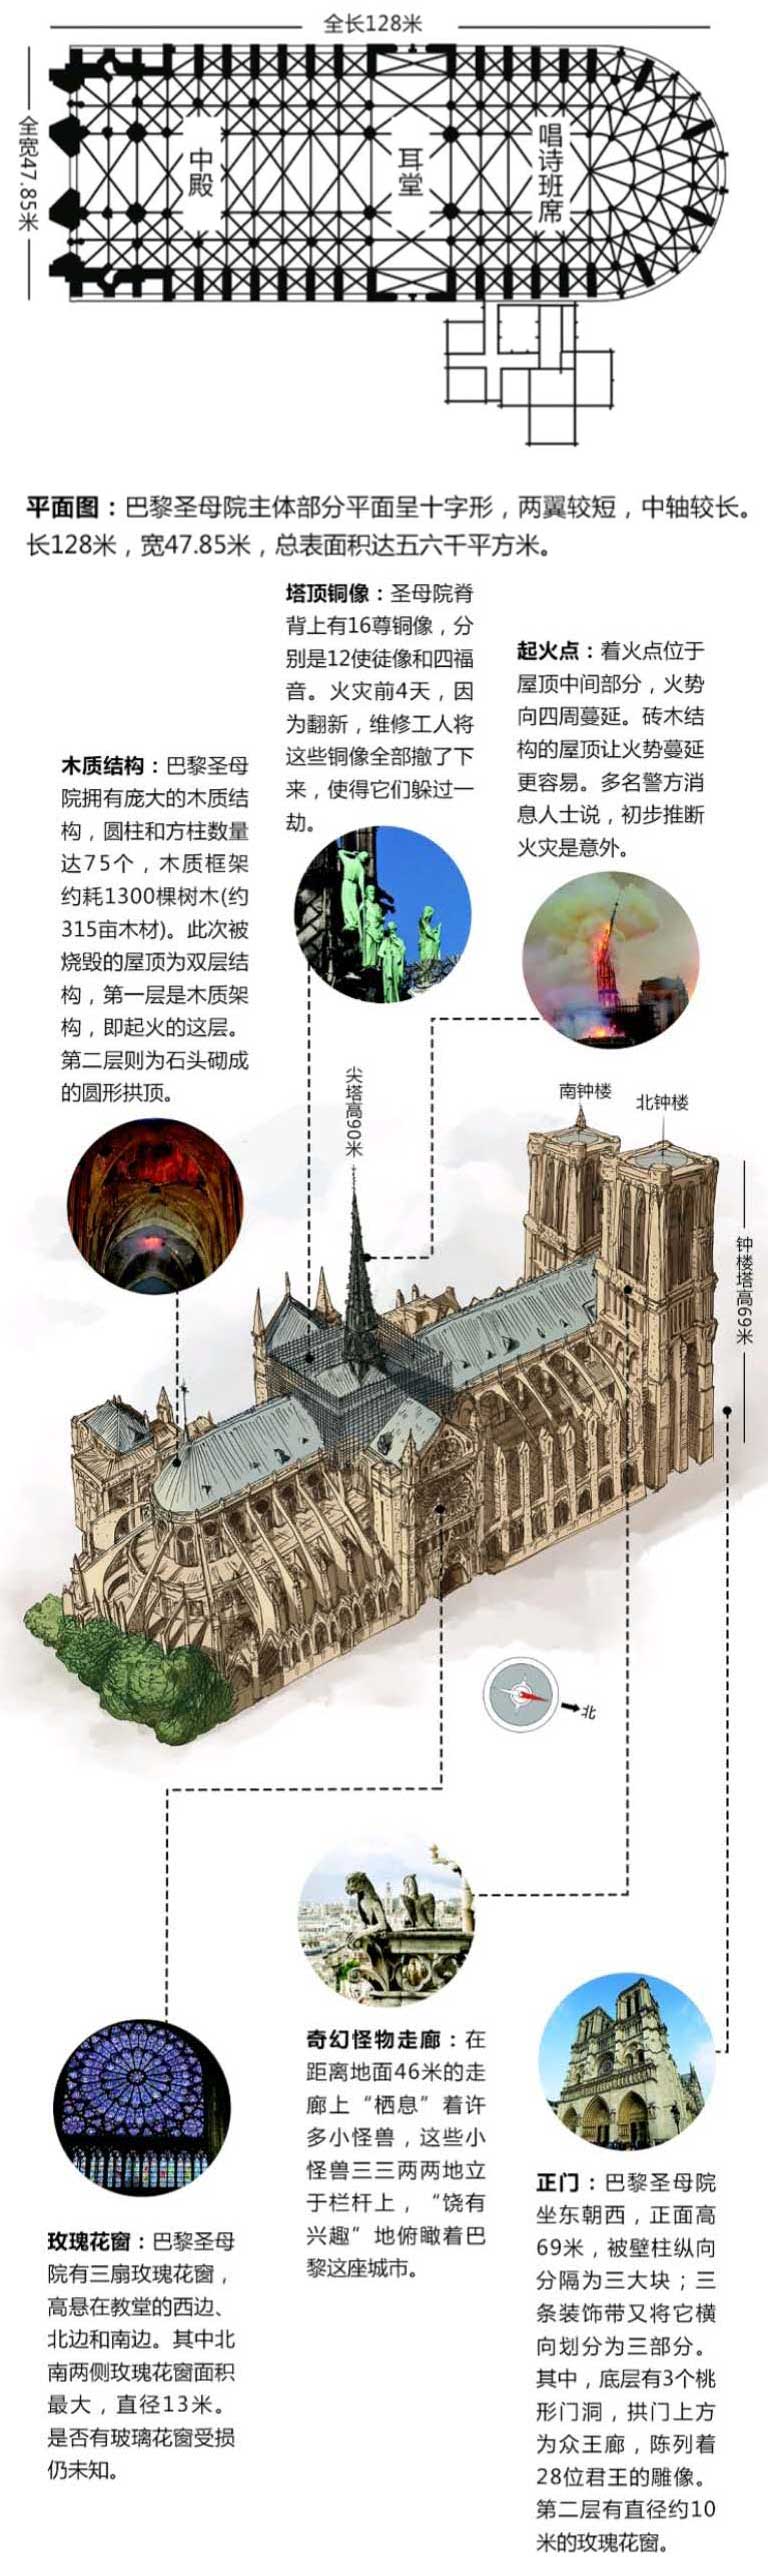 全长128米
全宽47.85米
中殿
耳堂
唱诗班席
平面图：巴黎圣母院主体部分平面呈十字形，两翼较短，中轴较长。
长128米，宽47.85米，总表面积达五六千平方米。
塔顶铜像：圣母院脊
背上有16尊铜像，分
别是12使徒像和四福
音。火灾前4天，因
为翻新，维修工人将
这些铜像全部撤了下
来，使得它们躲过一
劫。
起火点：着火点位于
屋顶中间部分，火势
向四周蔓延。砖木结
构的屋顶让火势蔓延
更容易。多名警方消
息人士说，初步推断
火灾是意外。
木质结构：巴黎圣母
院拥有庞大的木质结
构，圆柱和方柱数量
达75个，木质框架
约耗1300棵树木(约
315亩木材)。此次被
烧毁的屋顶为双层结
构，第一层是木质架
构，即起火的这层。
第二层则为石头砌成
的圆形拱顶。
尖塔高90米
南钟楼
北钟楼
钟楼塔高69米
北
奇幻怪物走廊：在
距离地面46米的走
廊上“栖息”着许
多小怪兽，这些小
怪兽三三两两地立
于栏杆上，“饶有
兴趣”地俯瞰着巴
黎这座城市。
正门：巴黎圣母院
坐东朝西，正面高
69米，被壁柱纵向
分隔为三大块；三
条装饰带又将它横
向划分为三部分。
其中，底层有3个桃
形门洞，拱门上方
为众王廊，陈列着
28位君王的雕像。
第二层有直径约10
米的玫瑰花窗。
玫瑰花窗：巴黎圣母
院有三扇玫瑰花窗，
高悬在教堂的西边、
北边和南边。其中北
南两侧玫瑰花窗面积
最大，直径13米。
是否有玻璃花窗受损
仍未知。